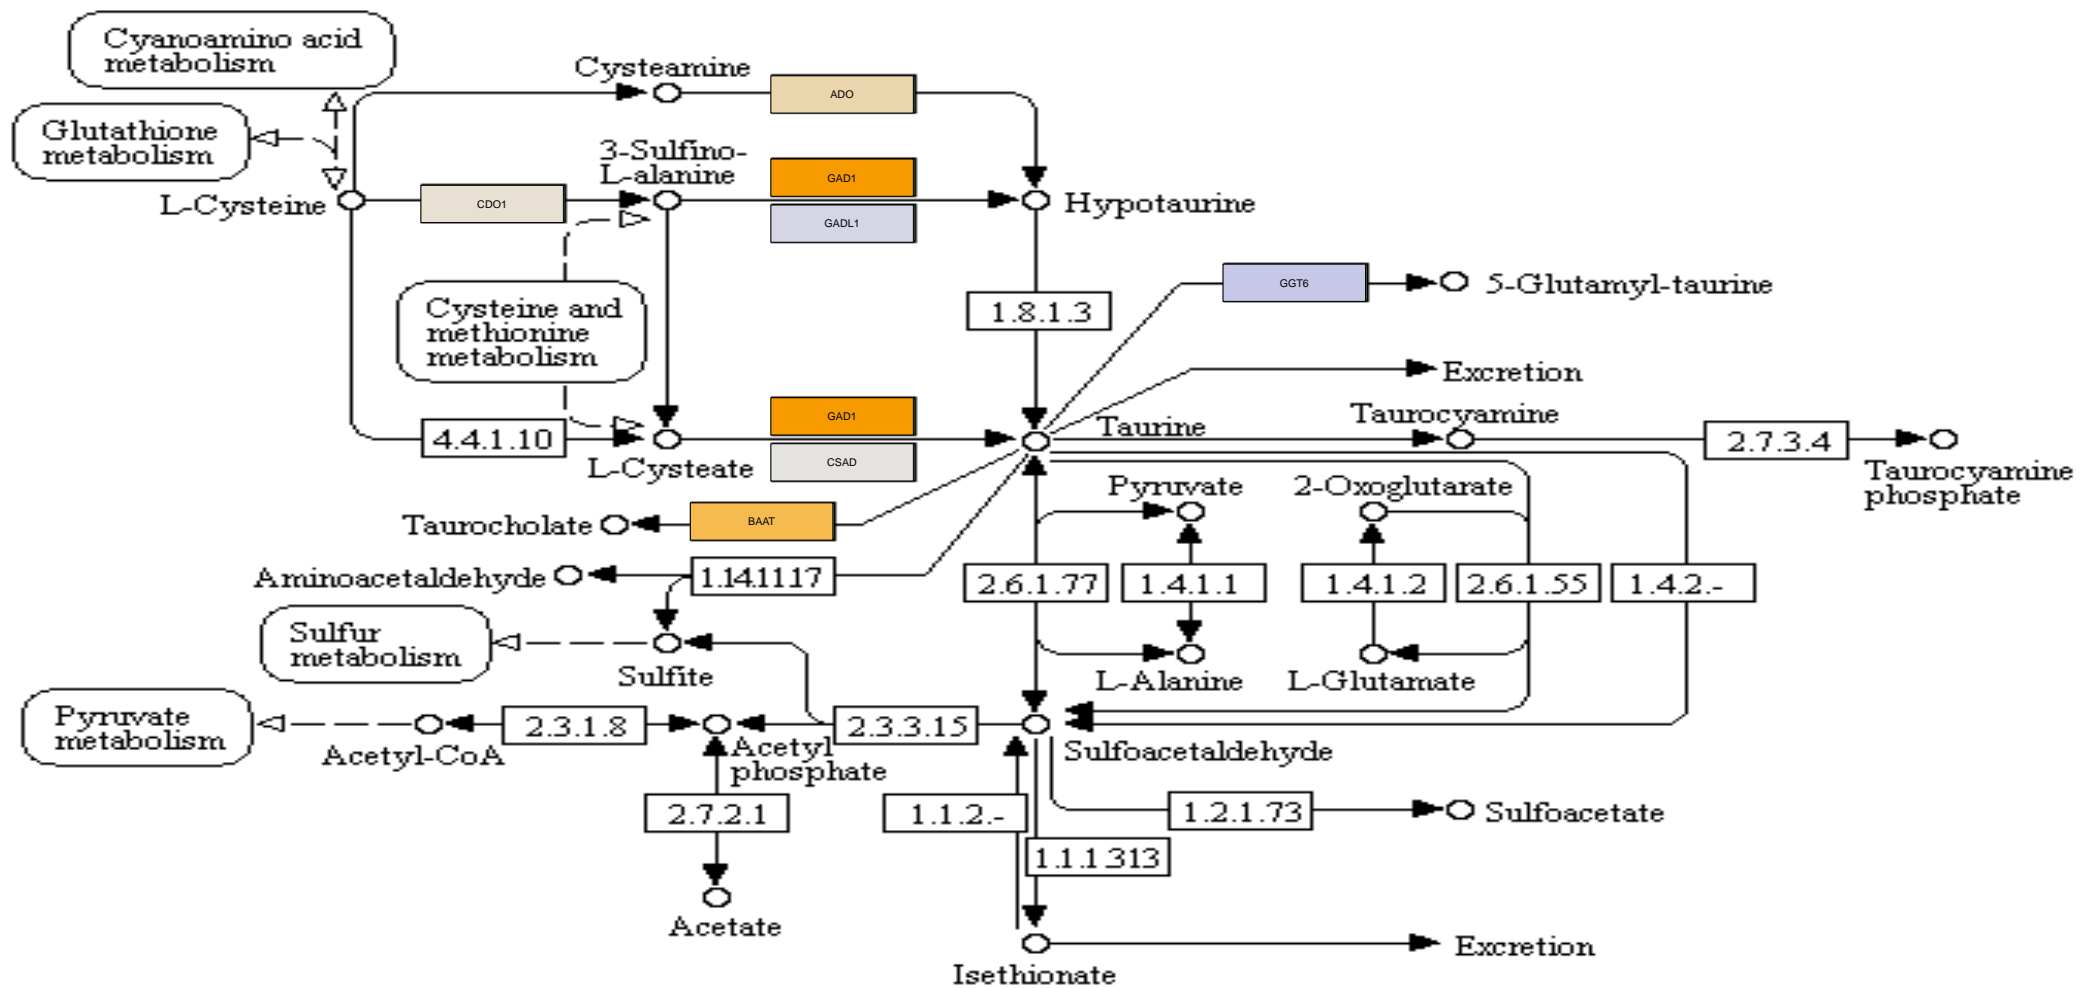 Cyanoamino acid
metabolism
Cysteamine
ADO
Glutathione
metabolism
3-Sulfino-
L-alanine
GAD1
L-Cysteine
CDO1
GADL1
Hypotaurine
Cysteine and
methionine
metabolism
1.8.1.3
GGT6
5-Glutamyl-taurine
Excretion
GAD1
Taurine
Taurocyamine
4.4.1.10
2.7.3.4
L-Cysteate
CSAD
Taurocyamine
phosphate
Pyruvate
2-Oxoglutarate
Taurocholate
BAAT
Aminoacetaldehyde
1.14.11.17
2.6.1.77
1.4.1.1
1.4.1.2
2.6.1.55
1.4.2.-
Sulfur
metabolism
Sulfite
L-Alanine
L-Glutamate
Pyruvate
metabolism
Acetyl-CoA
2.3.1.8
Acetyl
phosphate
2.3.3.15
Sulfoacetaldehyde
2.7.2.1
1.1.2.-
1.2.1.73
Sulfoacetate
1.1.1.313
Acetate
Isethionate
Excretion